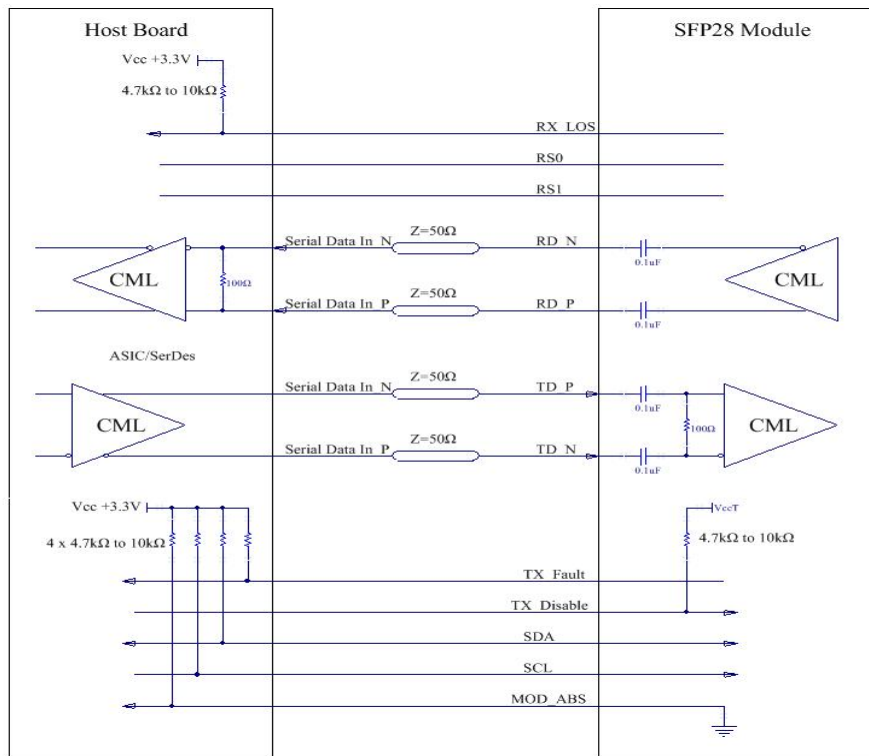 Host Board
SFP28 Module
Vcc +3.3V
4.7kΩ to 10kΩ
RX_LOS
RS0
RS1
Z=50Ω
Serial Data In_N
RD_N
0.1uF
CML
100Ω
CML
Z=50Ω
Serial Data In_P
RD_P
0.1uF
ASIC/SerDes
Z=50Ω
Serial Data In_N
TD_P
0.1uF
CML
100Ω
CML
Z=50Ω
Serial Data In_P
TD_N
0.1uF
Vcc +3.3V
VccT
4 x 4.7kΩ to 10kΩ
4.7kΩ to 10kΩ
TX_Fault
TX_Disable
SDA
SCL
MOD_ABS